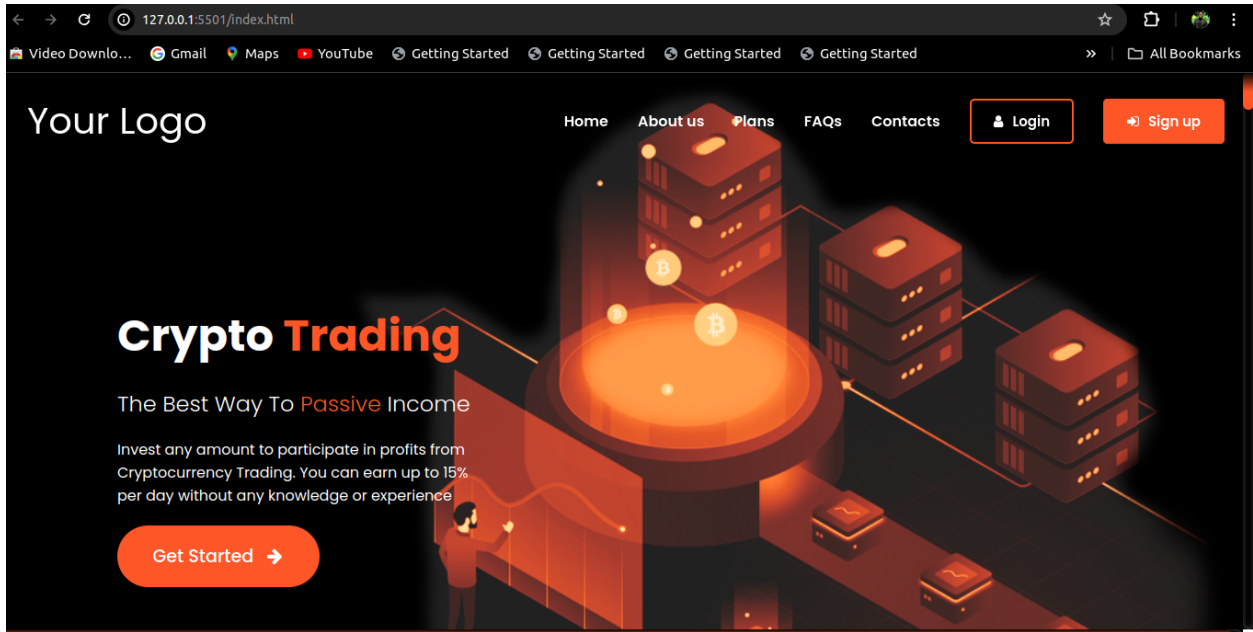 127.0.0.1:5501/index.html
Video Downlo... Gmail Maps YouTube Getting Started Getting Started Getting Started Getting Started » All Bookmarks
Your Logo
Home About us Plans FAQs Contacts Login Sign up
Crypto Trading
The Best Way To Passive Income
Invest any amount to participate in profits from
Cryptocurrency Trading. You can earn up to 15%
per day without any knowledge or experience
Get Started